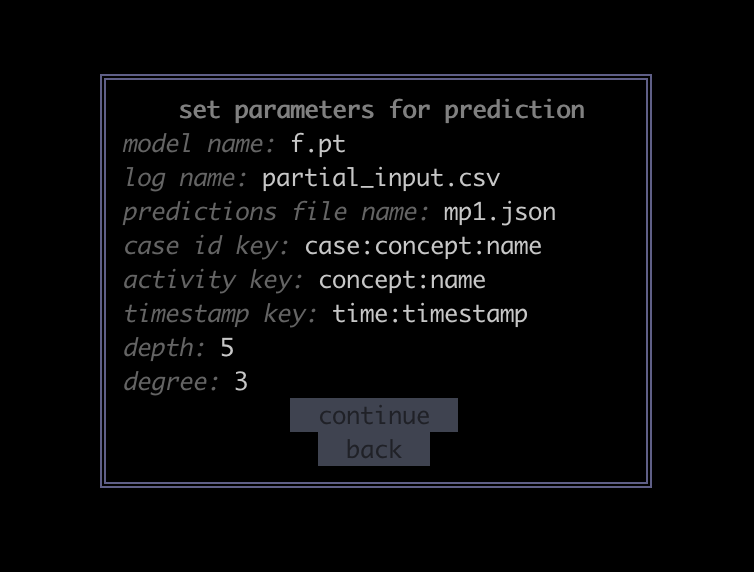 set parameters for prediction
model name: f.pt
log name: partial_input.csv
predictions file name: mp1.json
case id key: case:concept:name
activity key: concept:name
timestamp key: time:timestamp
depth: 5
degree: 3
continue
back